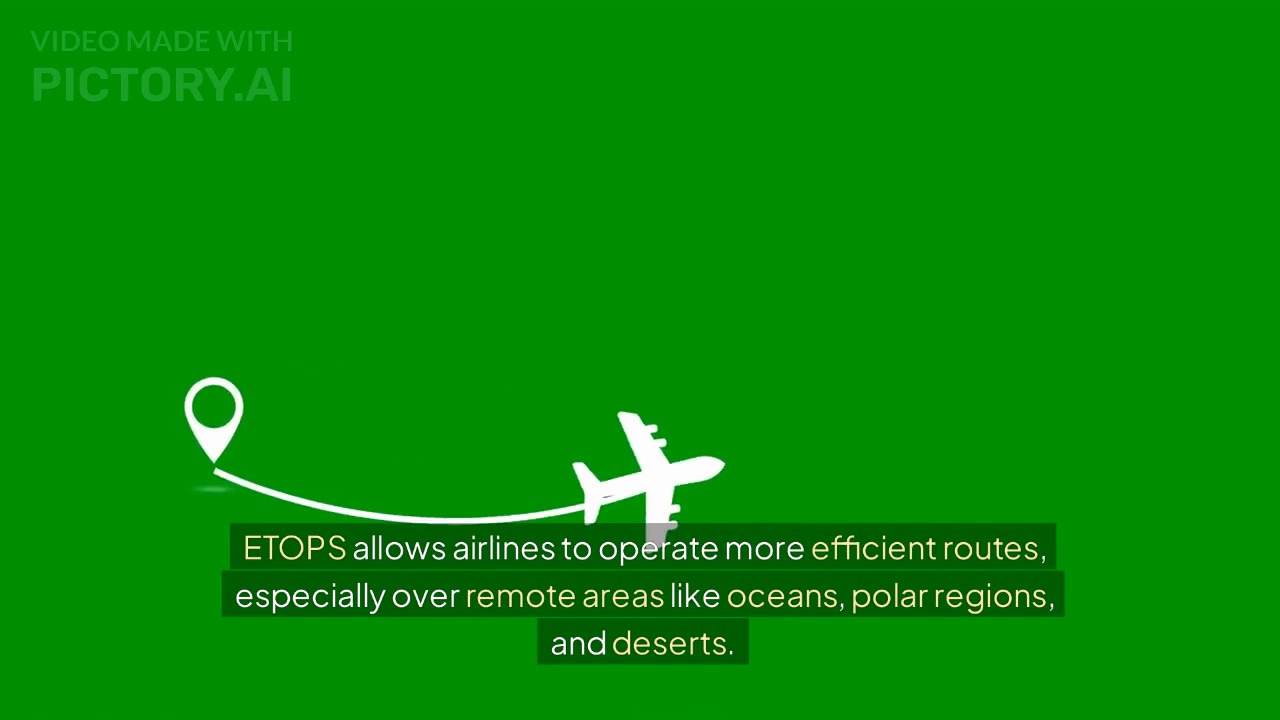 VIDEO MADE WITH
PICTORY.AI
ETOPS allows airlines to operate more efficient routes,
especially over remote areas like oceans, polar regions,
and deserts.